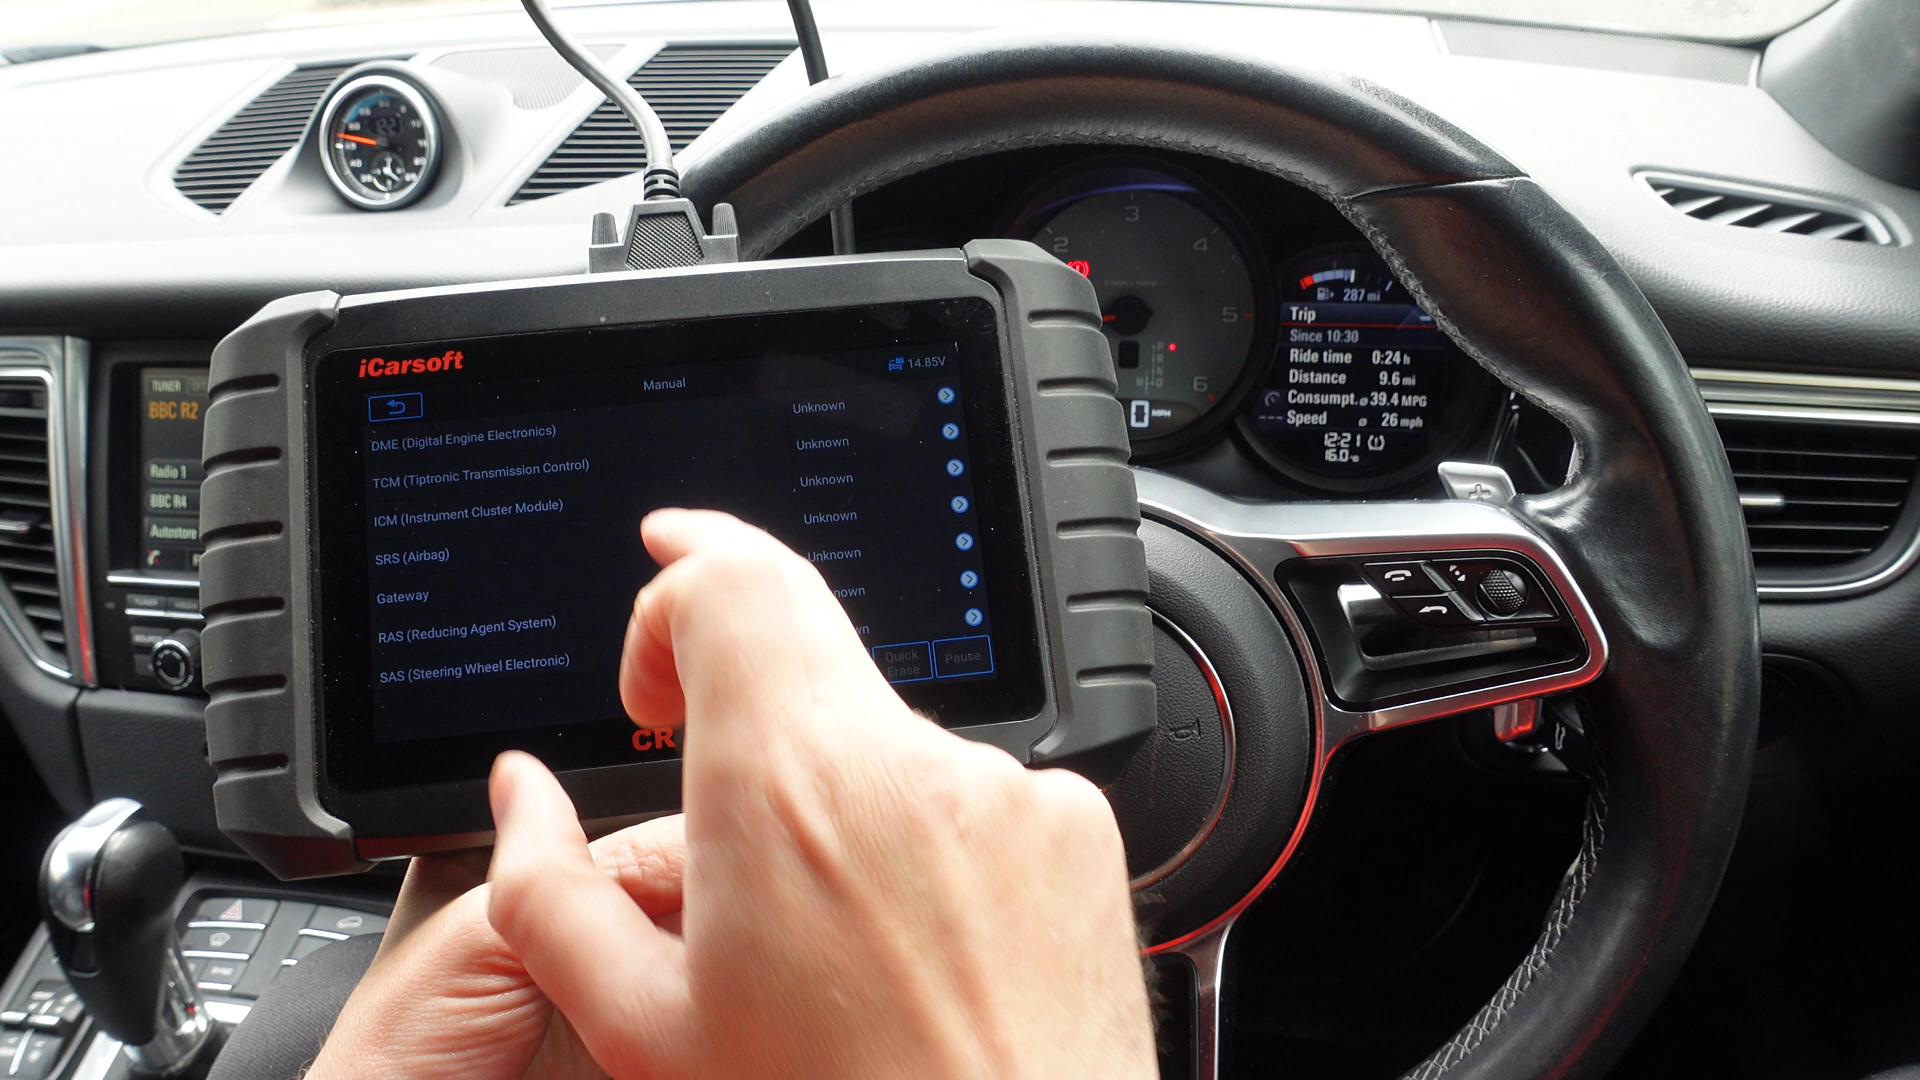 iCarsoft
14.85V
Manual
DME (Digital Engine Electronics)
Unknown
TCM (Tiptronic Transmission Control)
Unknown
ICM (Instrument Cluster Module)
Unknown
SRS (Airbag)
Unknown
Gateway
Unknown
RAS (Reducing Agent System)
nown
SAS (Steering Wheel Electronic)
n
Quick
Erase
Pause
CR
TUNER
BBC R2
Radio 1
BBC R4
Autostore
2
3
4
5
6
0 MPH
287 mi
Trip
Since 10:30
Ride time 0:24 h
Distance 9.6 mi
Consumpt. ⌀ 39.4 MPG
Speed ⌀ 26 mph
12:21
16.0 °C
+